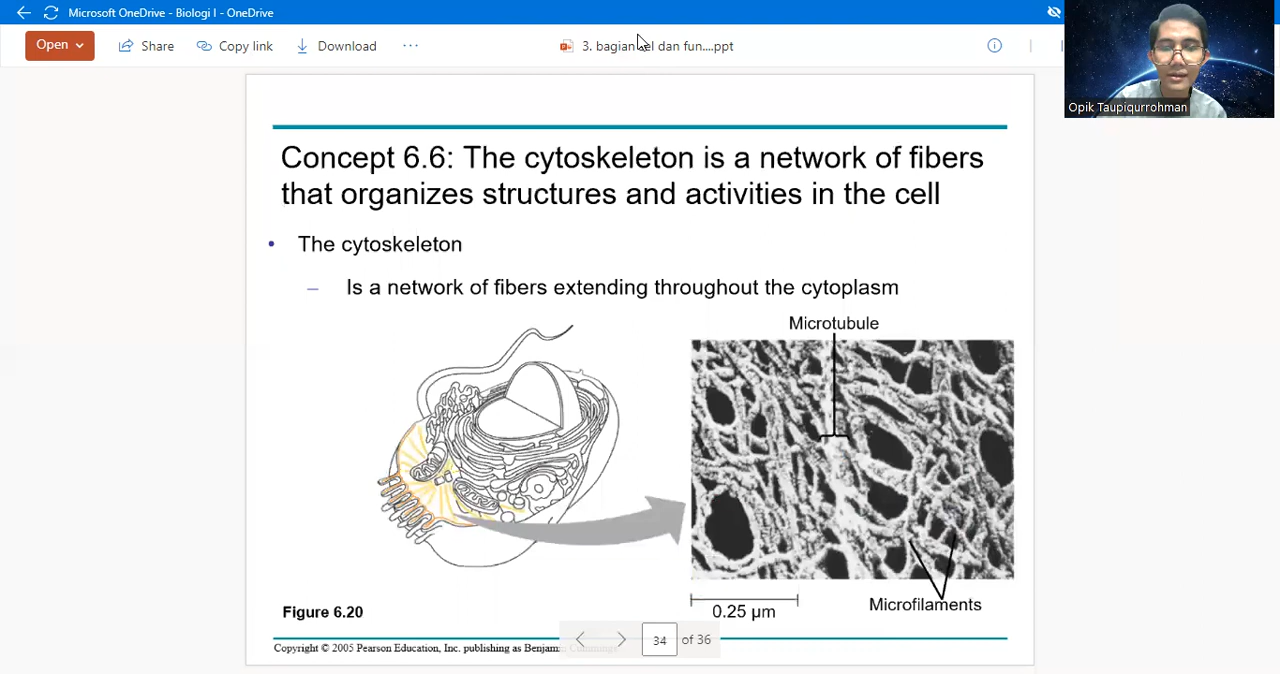 Microsoft OneDrive - Biologi I - OneDrive
Open Share Copy link Download ... 3. bagian dan fun....ppt
Opik Taupiqurrohman
Concept 6.6: The cytoskeleton is a network of fibers
that organizes structures and activities in the cell
• The cytoskeleton
– Is a network of fibers extending throughout the cytoplasm
Microtubule
Microfilaments
0.25 µm
Figure 6.20
34 of 36
Copyright © 2005 Pearson Education, Inc. publishing as